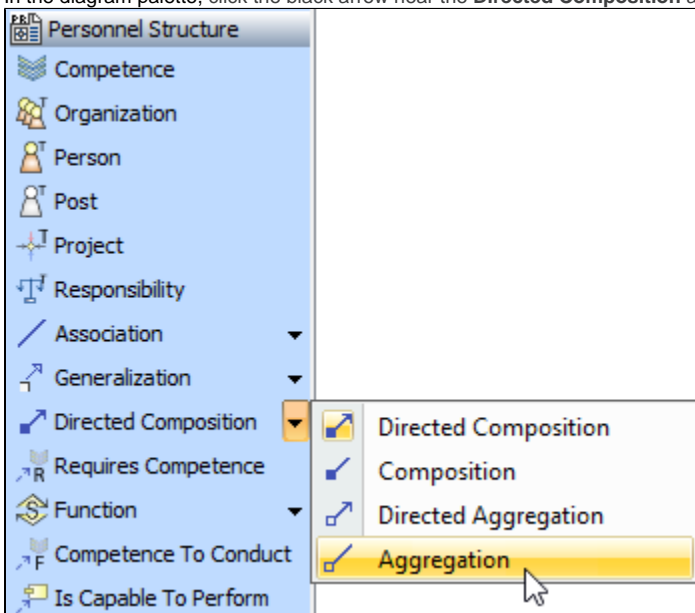 In the diagram palette, click the black arrow near the Directed Composition a
Personnel Structure
Competence
Organization
Person
Post
Project
Responsibility
Association
Generalization
Directed Composition
Directed Composition
Composition
Requires Competence
Directed Aggregation
Function
Aggregation
Competence To Conduct
Is Capable To Perform